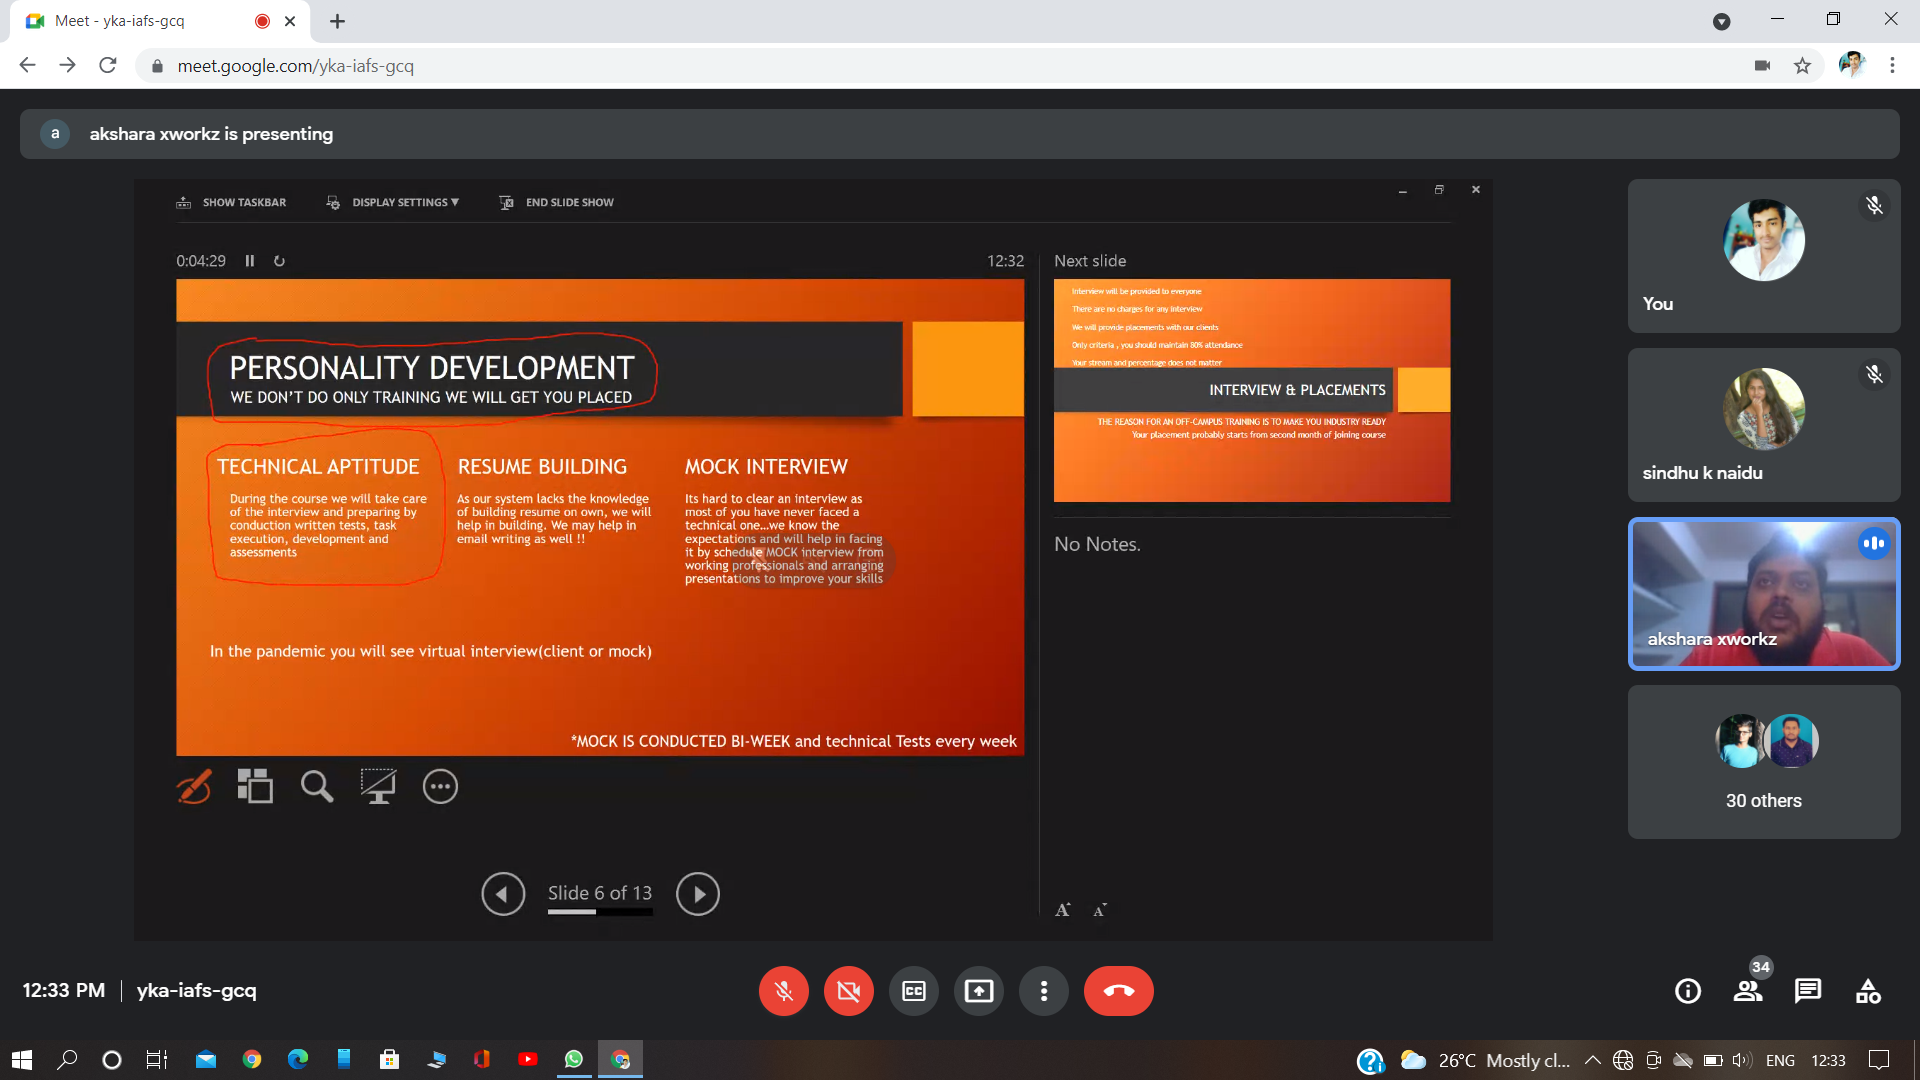 Meet - yka-iafs-gcq
meet.google.com/yka-iafs-gcq
a
akshara xworkz is presenting
SHOW TASKBAR
DISPLAY SETTINGS ▼
END SLIDE SHOW
0:04:29
12:32
Next slide
PERSONALITY DEVELOPMENT
WE DON'T DO ONLY TRAINING WE WILL GET YOU PLACED
TECHNICAL APTITUDE
During the course we will take care
of the interview and preparing by
conduction written tests, task
execution, development and
assessments
RESUME BUILDING
As our system lacks the knowledge
of building resume on own, we will
help in building. We may help in
email writing as well !!
MOCK INTERVIEW
Its hard to clear an interview as
most of you have never faced a
technical one...we know the
expectations and will help in facing
it by schedule MOCK interview from
working professionals and arranging
presentations to improve your skills
In the pandemic you will see virtual interview(client or mock)
*MOCK IS CONDUCTED BI-WEEK and technical Tests every week
Interview will be provided to everyone
There are no charges for any interview
We will provide placements with our clients
Only criteria , you should maintain 80% attendance
Your stream and percentage does not matter
INTERVIEW & PLACEMENTS
THE REASON FOR AN OFF-CAMPUS TRAINING IS TO MAKE YOU INDUSTRY READY
Your placement probably starts from second month of joining course
No Notes.
Slide 6 of 13
A A
You
sindhu k naidu
akshara xworkz
30 others
12:33 PM | yka-iafs-gcq
CC
34
26°C Mostly cl...
ENG
12:33